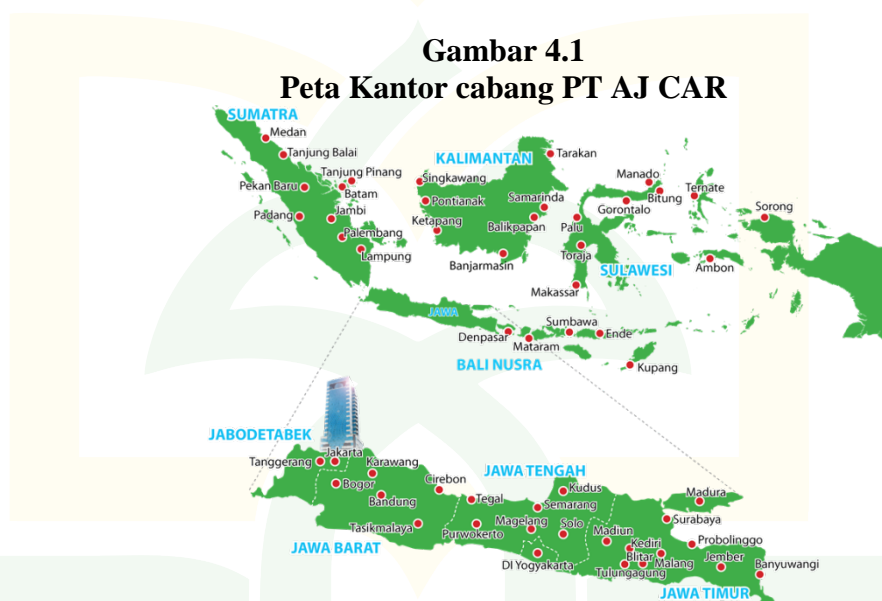 Gambar 4.1
Peta Kantor cabang PT AJ CAR
SUMATRA
Medan
Tanjung Balai
Tanjung Pinang
Pekan Baru
Batam
Padang
Jambi
Palembang
Lampung
KALIMANTAN
Tarakan
Singkawang
Pontianak
Samarinda
Ketapang
Balikpapan
Banjarmasin
Manado
Bitung
Ternate
Gorontalo
Palu
Toraja
SULAWESI
Makassar
Sorong
Ambon
JAWA
Denpasar
Mataram
Sumbawa
Ende
BALI NUSRA
Kupang
JABODETABEK
Jakarta
Tanggerang
Karawang
Bogor
Bandung
Cirebon
Tasikmalaya
JAWA BARAT
JAWA TENGAH
Tegal
Kudus
Semarang
Purwokerto
Magelang
Solo
DI Yogyakarta
Madura
Surabaya
Madiun
Kediri
Probolinggo
Blitar
Malang
Jember
Banyuwangi
Tulungagung
JAWA TIMUR